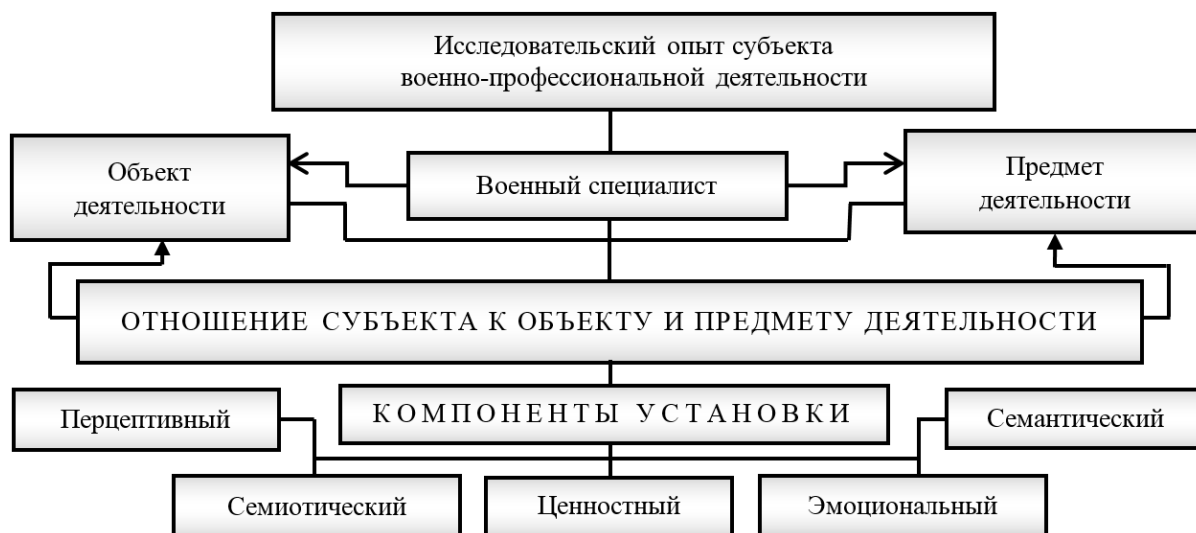 Исследовательский опыт субъекта
военно-профессиональной деятельности
Объект
деятельности
Военный специалист
Предмет
деятельности
ОТНОШЕНИЕ СУБЪЕКТА К ОБЪЕКТУ И ПРЕДМЕТУ ДЕЯТЕЛЬНОСТИ
КОМПОНЕНТЫ УСТАНОВКИ
Перцептивный
Семантический
Семиотический
Ценностный
Эмоциональный